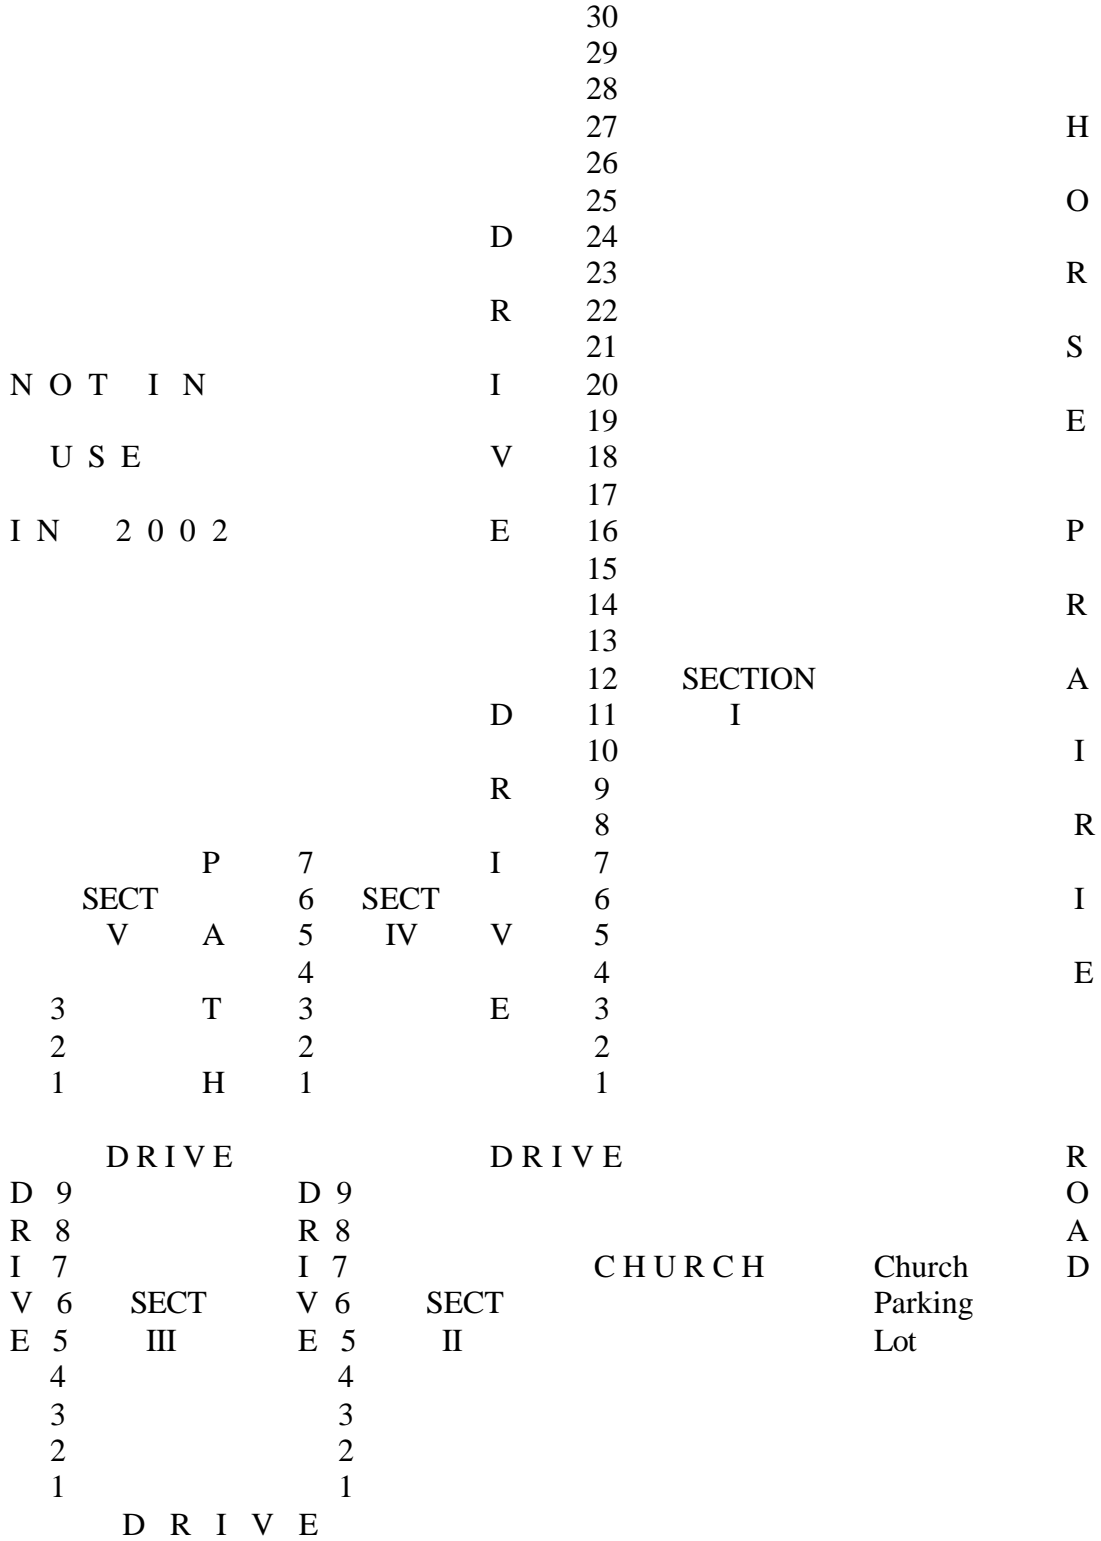 30
29
28
27 H
26
25 O
D 24
23 R
R 22
21 S
N O T I N I 20
19 E
U S E V 18
17
I N 2 0 0 2 E 16 P
15
14 R
13
12 SECTION A
D 11 I
10 I
R 9
8 R
P 7 I 7
SECT 6 SECT 6 I
V A 5 IV V 5
4 4 E
3 T 3 E 3
2 2 2
1 H 1 1
D R I V E D R I V E R
D 9 D 9 O
R 8 R 8 A
I 7 I 7 C H U R C H Church D
V 6 SECT V 6 SECT Parking
E 5 III E 5 II Lot
4 4
3 3
2 2
1 1
D R I V E